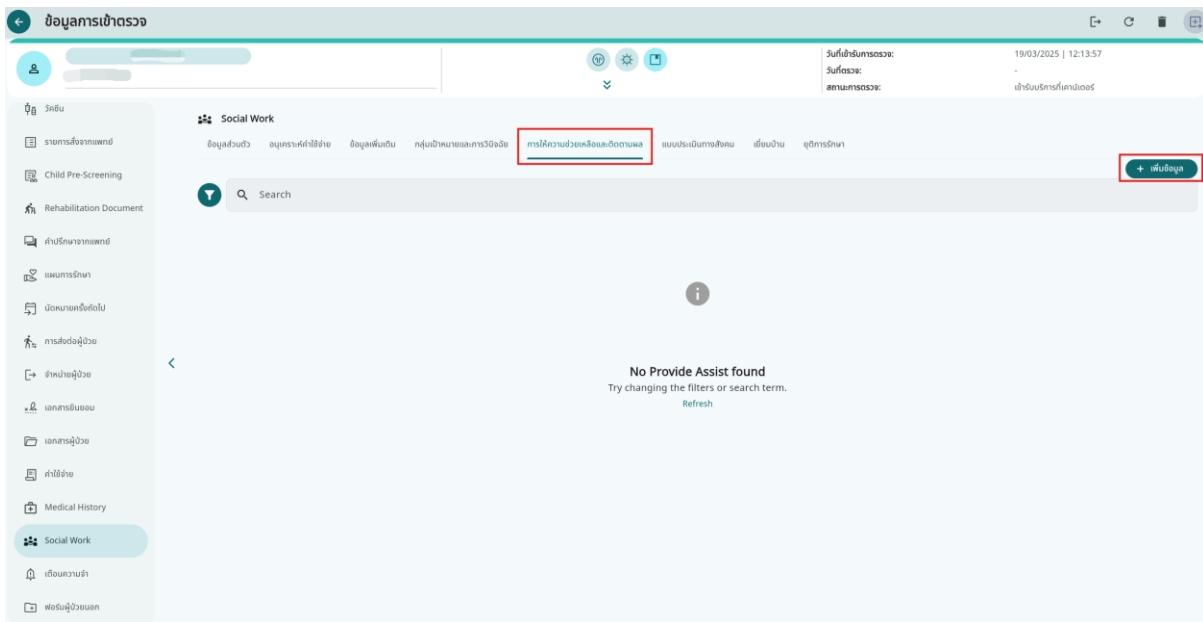 ข้อมูลการเข้าตรวจ
วันที่เข้ารับการตรวจ: 19/03/2025 | 12:13:57
วันที่ตรวจ: -
สถานะการตรวจ: เข้ารับบริการที่เคาน์เตอร์
วัคซีน
รายการสั่งจากแพทย์
Child Pre-Screening
Rehabilitation Document
คำปรึกษาจากแพทย์
แผนการรักษา
นัดหมายครั้งถัดไป
การส่งต่อผู้ป่วย
จำหน่ายผู้ป่วย
เอกสารยินยอม
เอกสารผู้ป่วย
ค่าใช้จ่าย
Medical History
Social Work
เตือนความจำ
ฟอร์มผู้ป่วยนอก
Social Work
ข้อมูลส่วนตัว อนุเคราะห์ค่าใช้จ่าย ข้อมูลเพิ่มเติม กลุ่มเป้าหมายและการวินิจฉัย การให้ความช่วยเหลือและติดตามผล แบบประเมินทางสังคม เยี่ยมบ้าน ยุติการรักษา
+ เพิ่มข้อมูล
Search
No Provide Assist found
Try changing the filters or search term.
Refresh